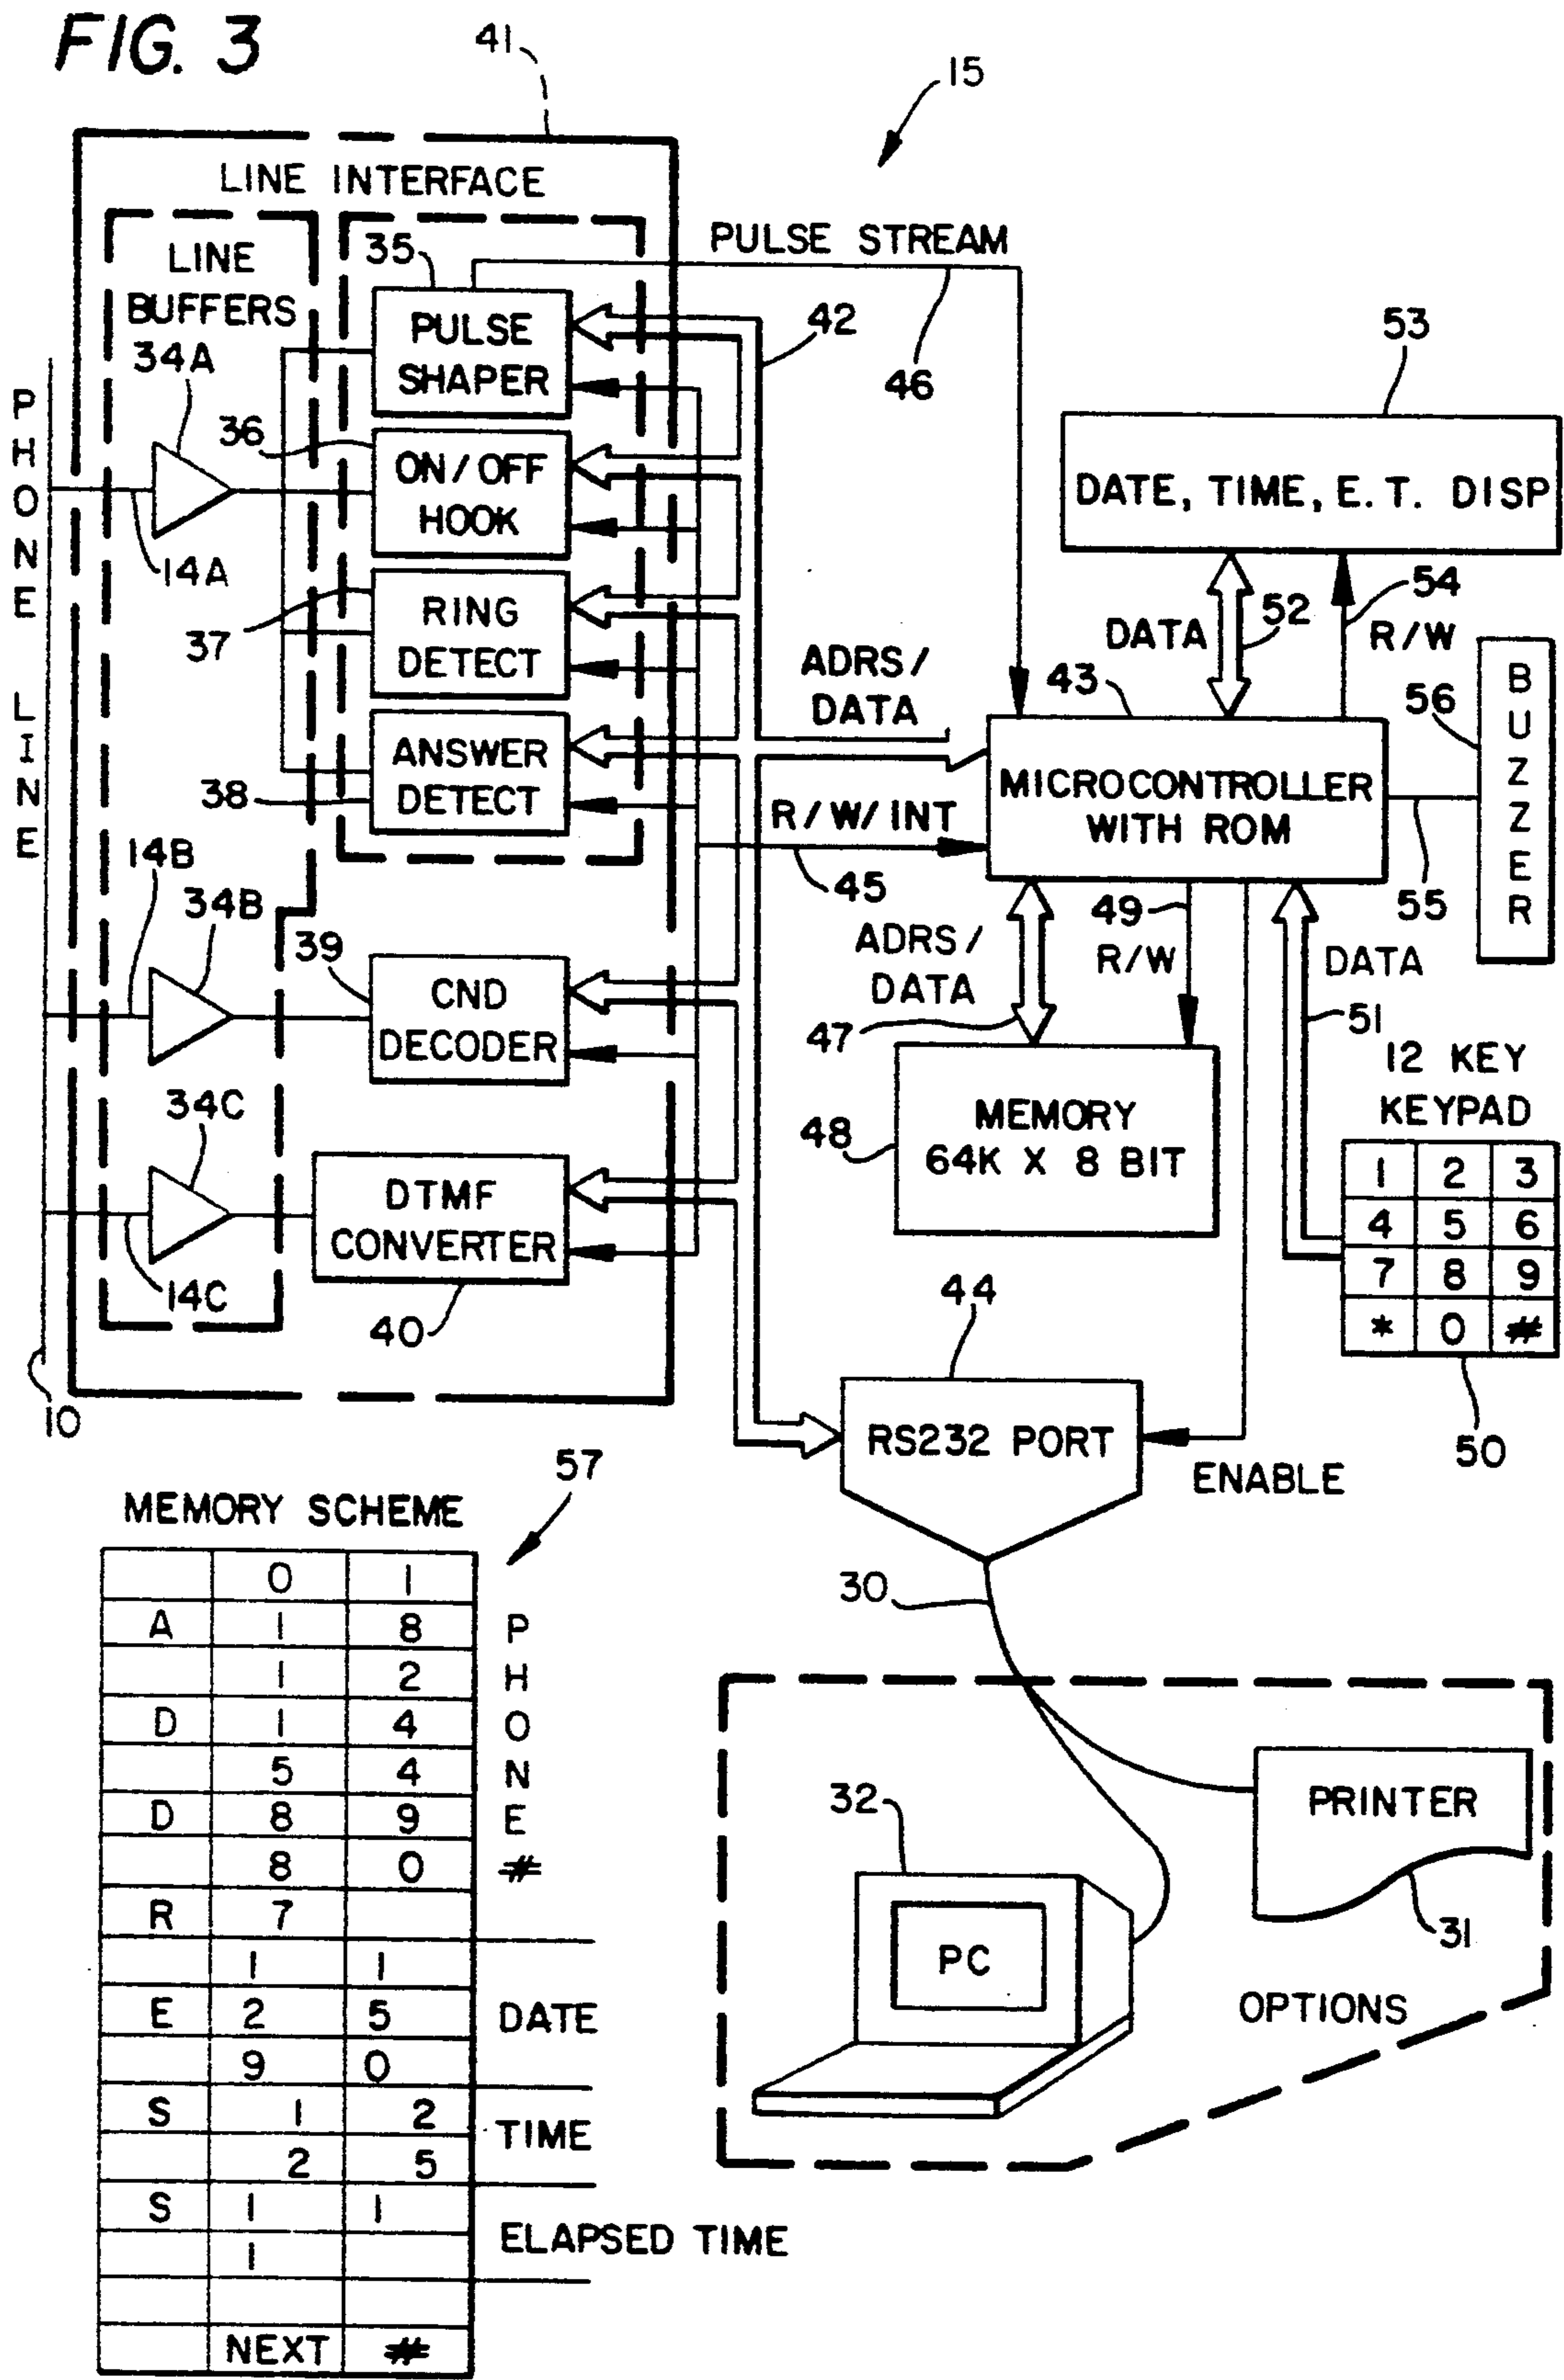 FIG. 3
41
15
LINE INTERFACE
LINE
BUFFERS
34A
14A
PHONE LINE
35
PULSE
SHAPER
36
ON/OFF
HOOK
37
RING
DETECT
38
ANSWER
DETECT
14B
34B
39
CND
DECODER
34C
14C
DTMF
CONVERTER
40
10
PULSE STREAM
46
42
ADRS/
DATA
R/W/INT
45
53
DATE, TIME, E.T. DISP
DATA
52
54
R/W
43
MICROCONTROLLER
WITH ROM
55
56
BUZZER
ADRS/
DATA
47
49
R/W
DATA
51
48
MEMORY
64K X 8 BIT
12 KEY
KEYPAD
1 2 3
4 5 6
7 8 9
* 0 #
50
44
RS232 PORT
ENABLE
30
32
PC
PRINTER
31
OPTIONS
57
MEMORY SCHEME
0 1
A 1 8 P
1 2 H
D 1 4 O
5 4 N
D 8 9 E
8 0 #
R 7
1 1
E 2 5 DATE
9 0
S 1 2
TIME
2 5
S 1 1
ELAPSED TIME
1
NEXT #